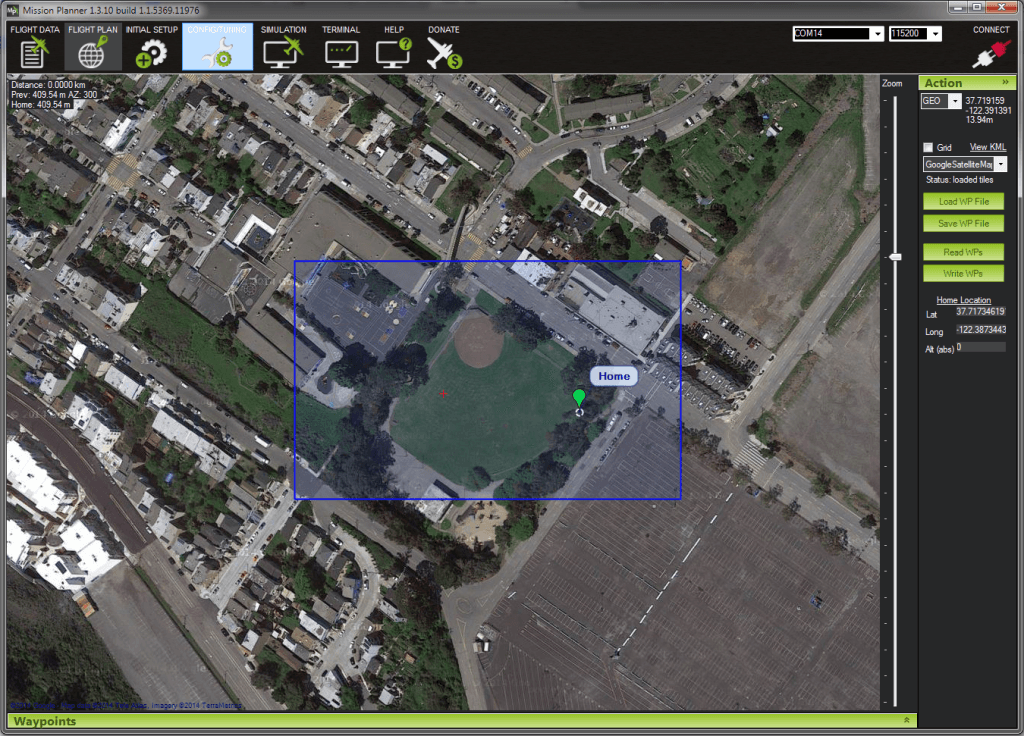 Mission Planner 1.3.10 build 1.1.5369.11976
FLIGHT DATA
FLIGHT PLAN
INITIAL SETUP
CONFIG/TUNING
SIMULATION
TERMINAL
HELP
DONATE
COM14
115200
CONNECT
Distance: 0.0000 km
Prev: 409.54 m AZ: 300
Home: 409.54 m
Zoom
Action
GEO
37.719159
-122.391391
13.94m
Grid
View KML
GoogleSatelliteMap
Status: loaded tiles
Load WP File
Save WP File
Read WPs
Write WPs
Home Location
Lat
37.71734619
Long
-122.3873443
Alt (abs)
0
Home
Imagery ©2014 TerraMetrics
Waypoints